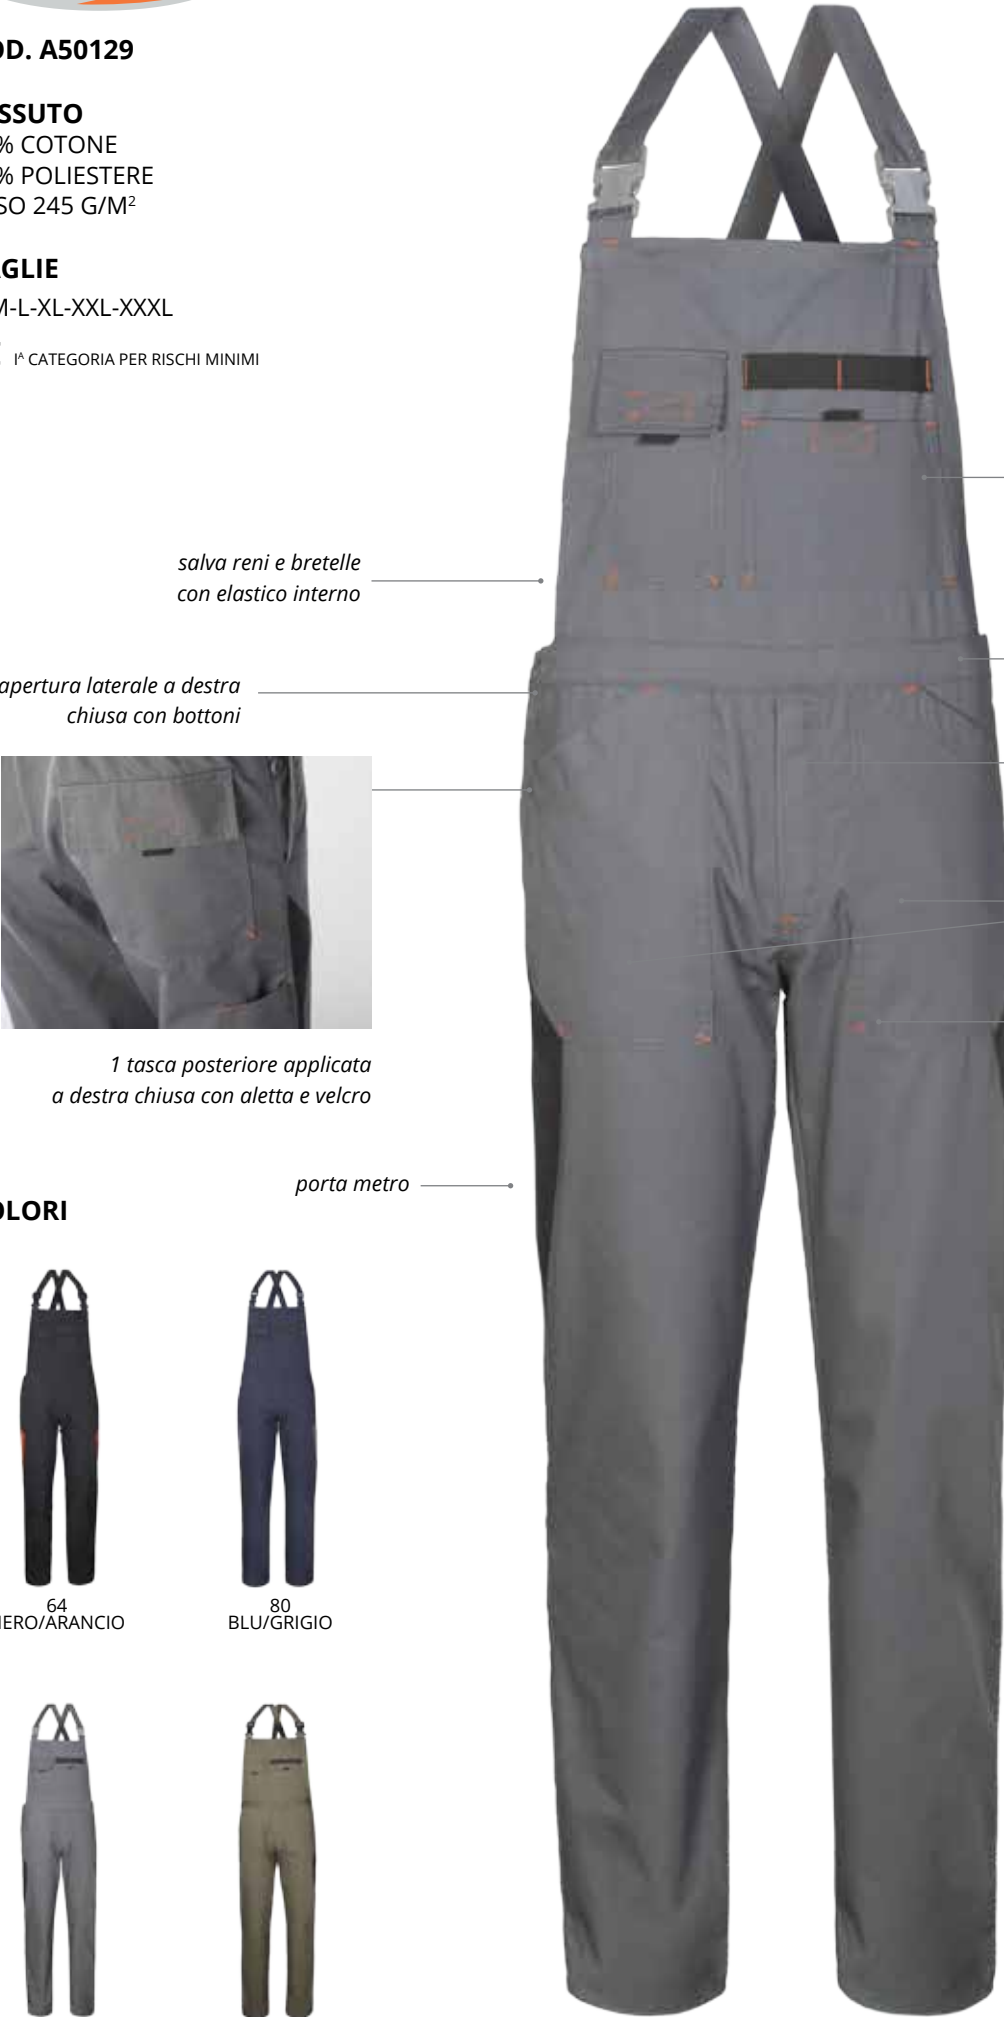 OD. A50129
SSUTO
% COTONE
% POLIESTERE
SO 245 G/M²
AGLIE
M-L-XL-XXL-XXXL
Iᴬ CATEGORIA PER RISCHI MINIMI
salva reni e bretelle
con elastico interno
apertura laterale a destra
chiusa con bottoni
1 tasca posteriore applicata
a destra chiusa con aletta e velcro
porta metro
OLORI
64
NERO/ARANCIO
80
BLU/GRIGIO